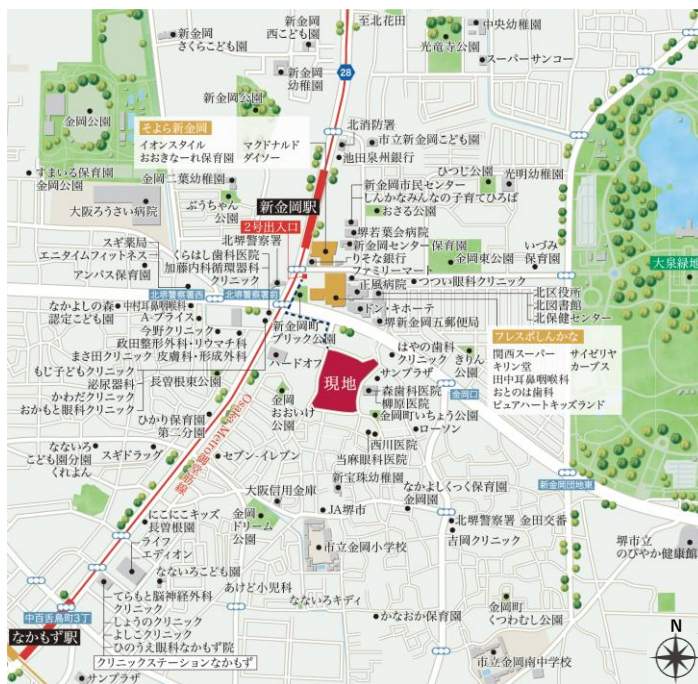 至北花田
新金岡
さくらこども園
新金岡
西こども園
光竜寺公園
中央幼稚園
スーパーサンコー
新金岡
幼稚園
28
金岡公園
新金岡公園
北消防署
市立新金岡こども園
池田泉州銀行
そよら新金岡
イオンスタイル
おおきなーれ保育園
マクドナルド
ダイソー
すまいる保育園
金岡公園
金岡二葉幼稚園
ぶうちゃん
公園
大阪ろうさい病院
新金岡駅
2号出入口
新金岡市民センター
しんかなみんなの子育てひろば
おさる公園
ひつじ公園
光明幼稚園
堺若葉会病院
新金岡センター保育園
りそな銀行
ファミリーマート
金岡東公園
いづみ
保育園
大泉緑地
スギ薬局
エニタイムフィットネス
アンパス保育園
北堺警察署
くらはし歯科医院
加藤内科循環器科
クリニック
正風病院
つつい眼科クリニック
北区役所
北図書館
北保健センター
北堺警察署西
北堺警察署前
ドン・キホーテ
堺新金岡五郵便局
なかよしの森
認定こども園
中村耳鼻咽喉科
A-プライス
今野クリニック
政田整形外科・リウマチ科
まさ田クリニック 皮膚科・形成外科
新金岡町
ブリック公園
ハードオフ
はやの歯科
クリニック
サンプラザ
きりん
公園
金岡口
フレスポしんかな
関西スーパー
キリン堂
田中耳鼻咽喉科
おとのは歯科
ピュアハートキッズランド
サイゼリヤ
カーブス
もじ子どもクリニック
泌尿器科
かわだクリニック
おかもと眼科クリニック
長曽根東公園
現地
森歯科医院
柳原医院
金岡町いちょう公園
ローソン
金岡
おおいけ
公園
ひかり保育園
第二分園
Osaka Metro御堂筋線
西川医院
当麻眼科医院
なないろ
こども園分園
くれよん
スギドラッグ
セブン-イレブン
新宝珠幼稚園
なかよしくっく保育園
金岡園
新金岡団地東
大阪信用金庫
JA堺市
北堺警察署 金田交番
吉岡クリニック
堺市立
のびやか健康館
にこにこキッズ
長曽根園
ライフ
エディオン
金岡
ドリーム
公園
市立金岡小学校
なないろこども園
てらもと脳神経外科
クリニック
しょうのクリニック
よしこクリニック
ひのうえ眼科なかもず院
クリニックステーションなかもず
あけど小児科
なないろキディ
かなおか保育園
金岡町
くつわむし公園
中百舌鳥町3丁
なかもず駅
サンプラザ
市立金岡南中学校
N